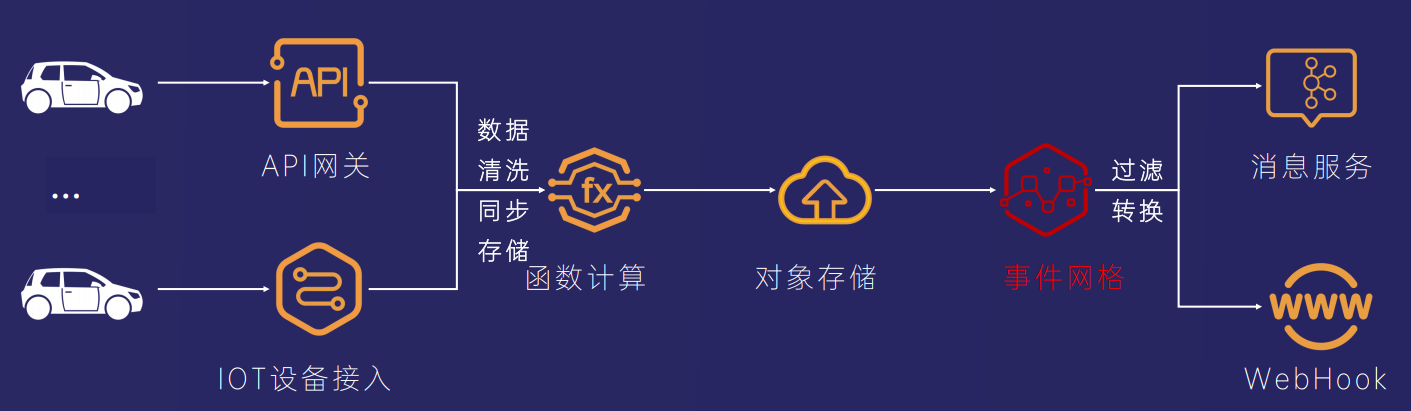 API
API网关
...
IOT设备接入
数据
清洗
同步
存储
fx
函数计算
对象存储
事件网格
过滤
转换
消息服务
WWW
WebHook